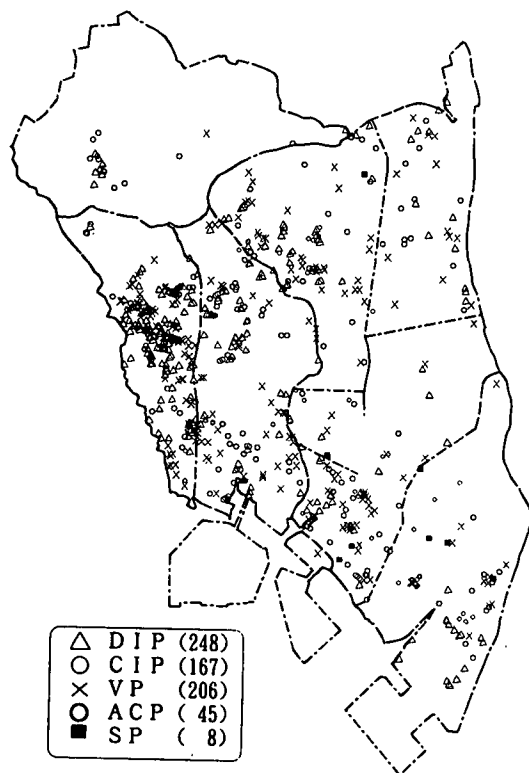 △ DIP (248)
○ CIP (167)
× VP (206)
○ ACP ( 45)
■ SP ( 8)